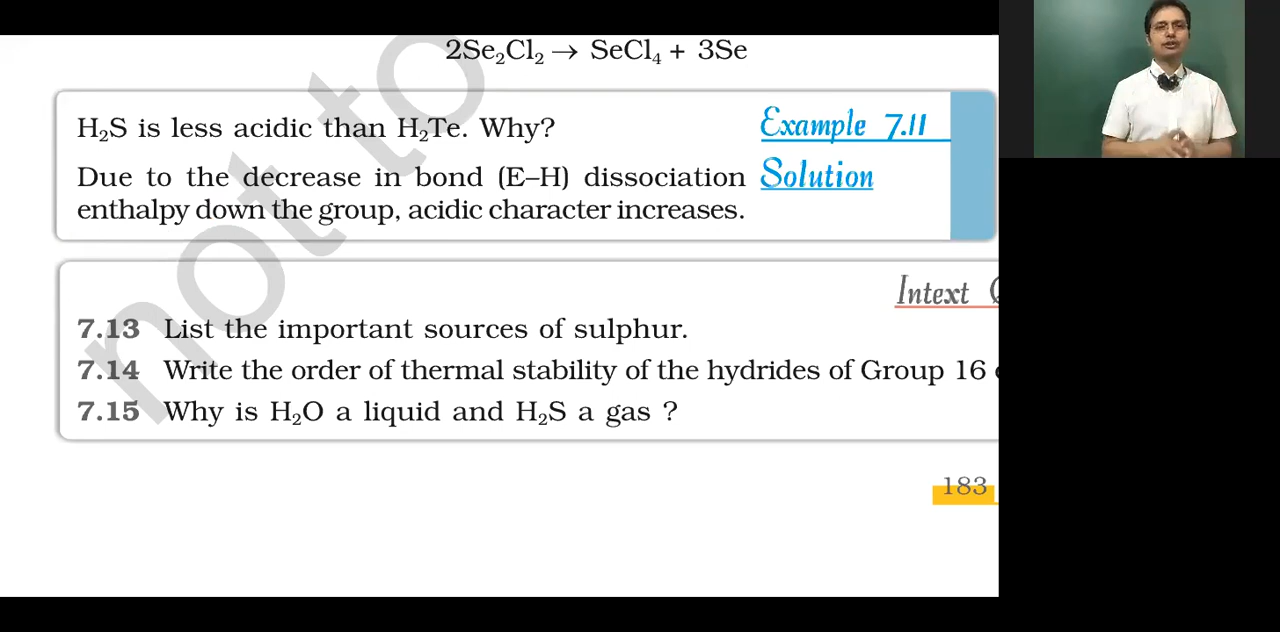 2Se₂Cl₂ → SeCl₄ + 3Se
H₂S is less acidic than H₂Te. Why?
Example 7.11
Due to the decrease in bond (E–H) dissociation
Solution
enthalpy down the group, acidic character increases.
Intext
7.13 List the important sources of sulphur.
7.14 Write the order of thermal stability of the hydrides of Group 16
7.15 Why is H₂O a liquid and H₂S a gas ?
183
not to